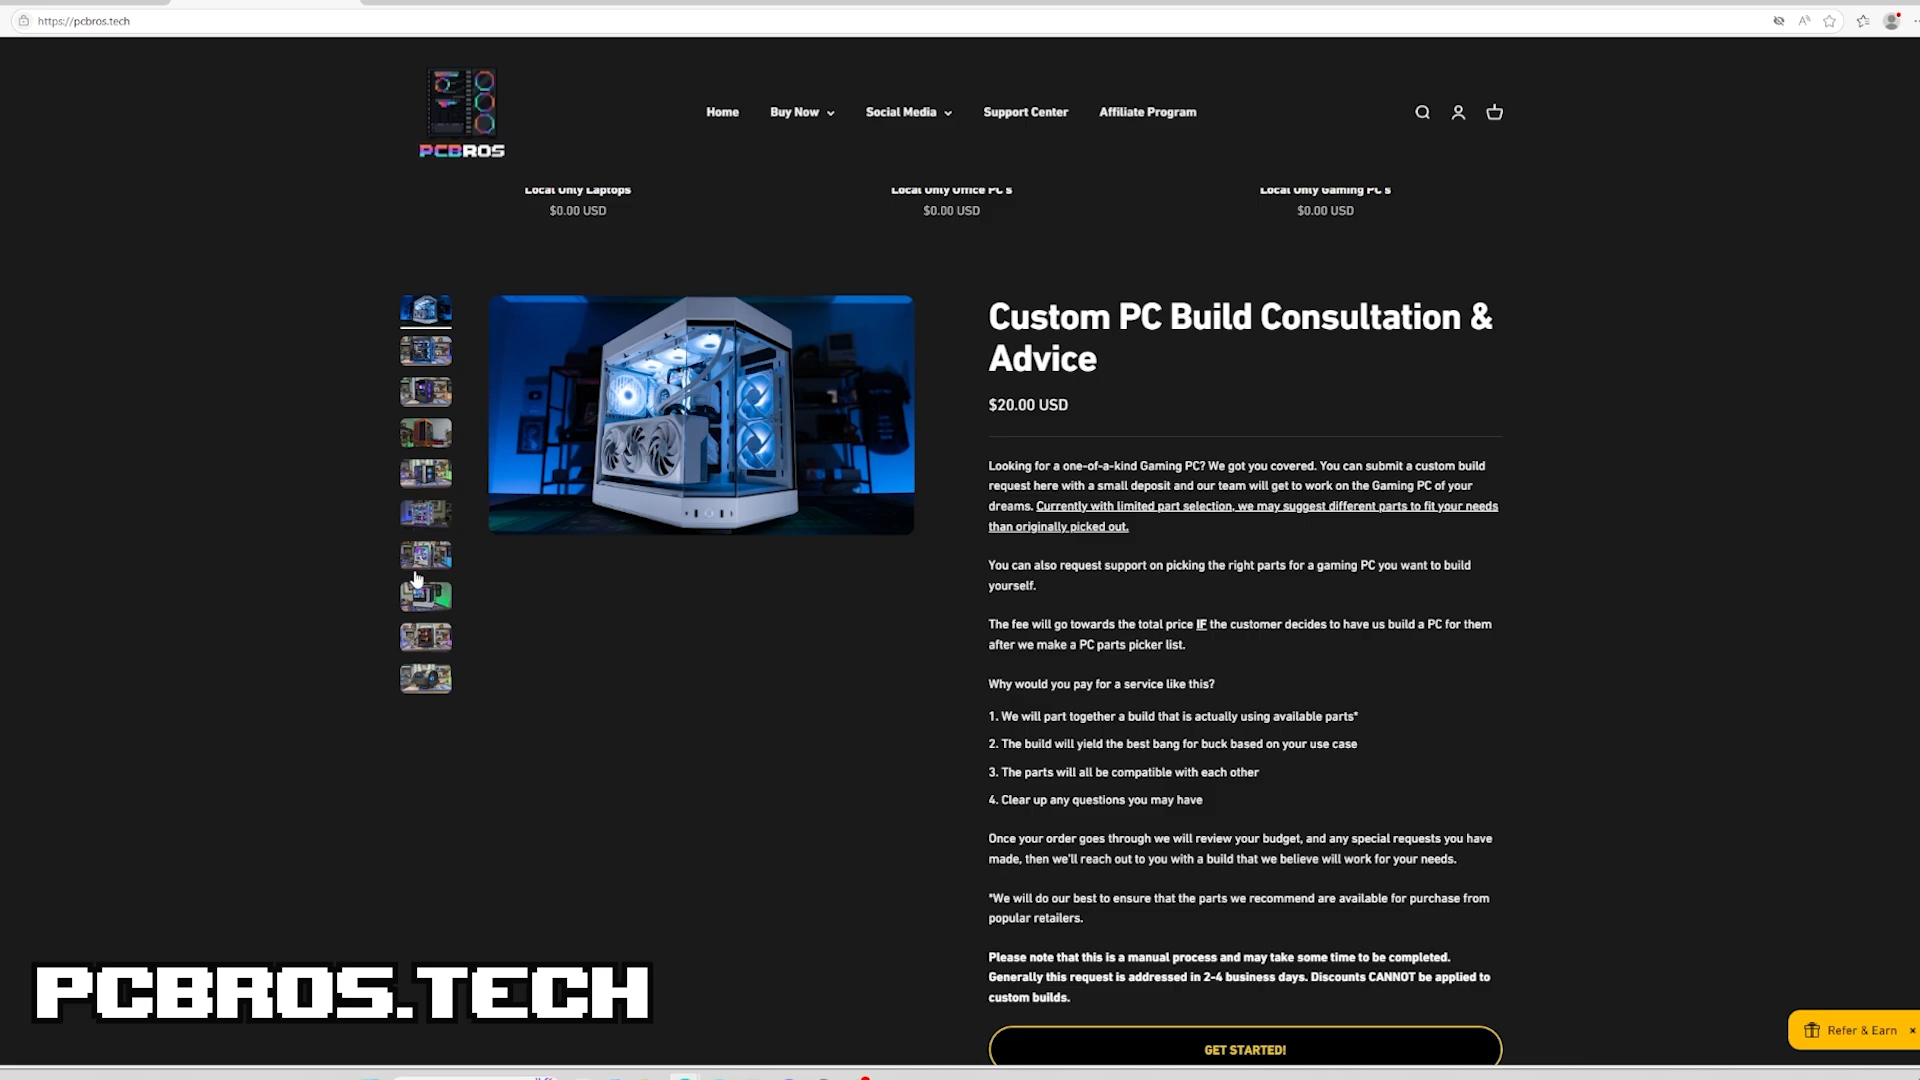 https://pcbros.tech
PCBROS
Home
Buy Now
Social Media
Support Center
Affiliate Program
Local Only Laptops
Local Only Office PC's
Local Only Gaming PC's
$0.00 USD
$0.00 USD
$0.00 USD
Custom PC Build Consultation &
Advice
$20.00 USD
Looking for a one-of-a-kind Gaming PC? We got you covered. You can submit a custom build
request here with a small deposit and our team will get to work on the Gaming PC of your
dreams. Currently with limited part selection, we may suggest different parts to fit your needs
than originally picked out.
You can also request support on picking the right parts for a gaming PC you want to build
yourself.
The fee will go towards the total price IF the customer decides to have us build a PC for them
after we make a PC parts picker list.
Why would you pay for a service like this?
1. We will part together a build that is actually using available parts*
2. The build will yield the best bang for buck based on your use case
3. The parts will all be compatible with each other
4. Clear up any questions you may have
Once your order goes through we will review your budget, and any special requests you have
made, then we'll reach out to you with a build that we believe will work for your needs.
*We will do our best to ensure that the parts we recommend are available for purchase from
popular retailers.
Please note that this is a manual process and may take some time to be completed.
Generally this request is addressed in 2-4 business days. Discounts CANNOT be applied to
custom builds.
GET STARTED!
Refer & Earn
PCBROS.TECH